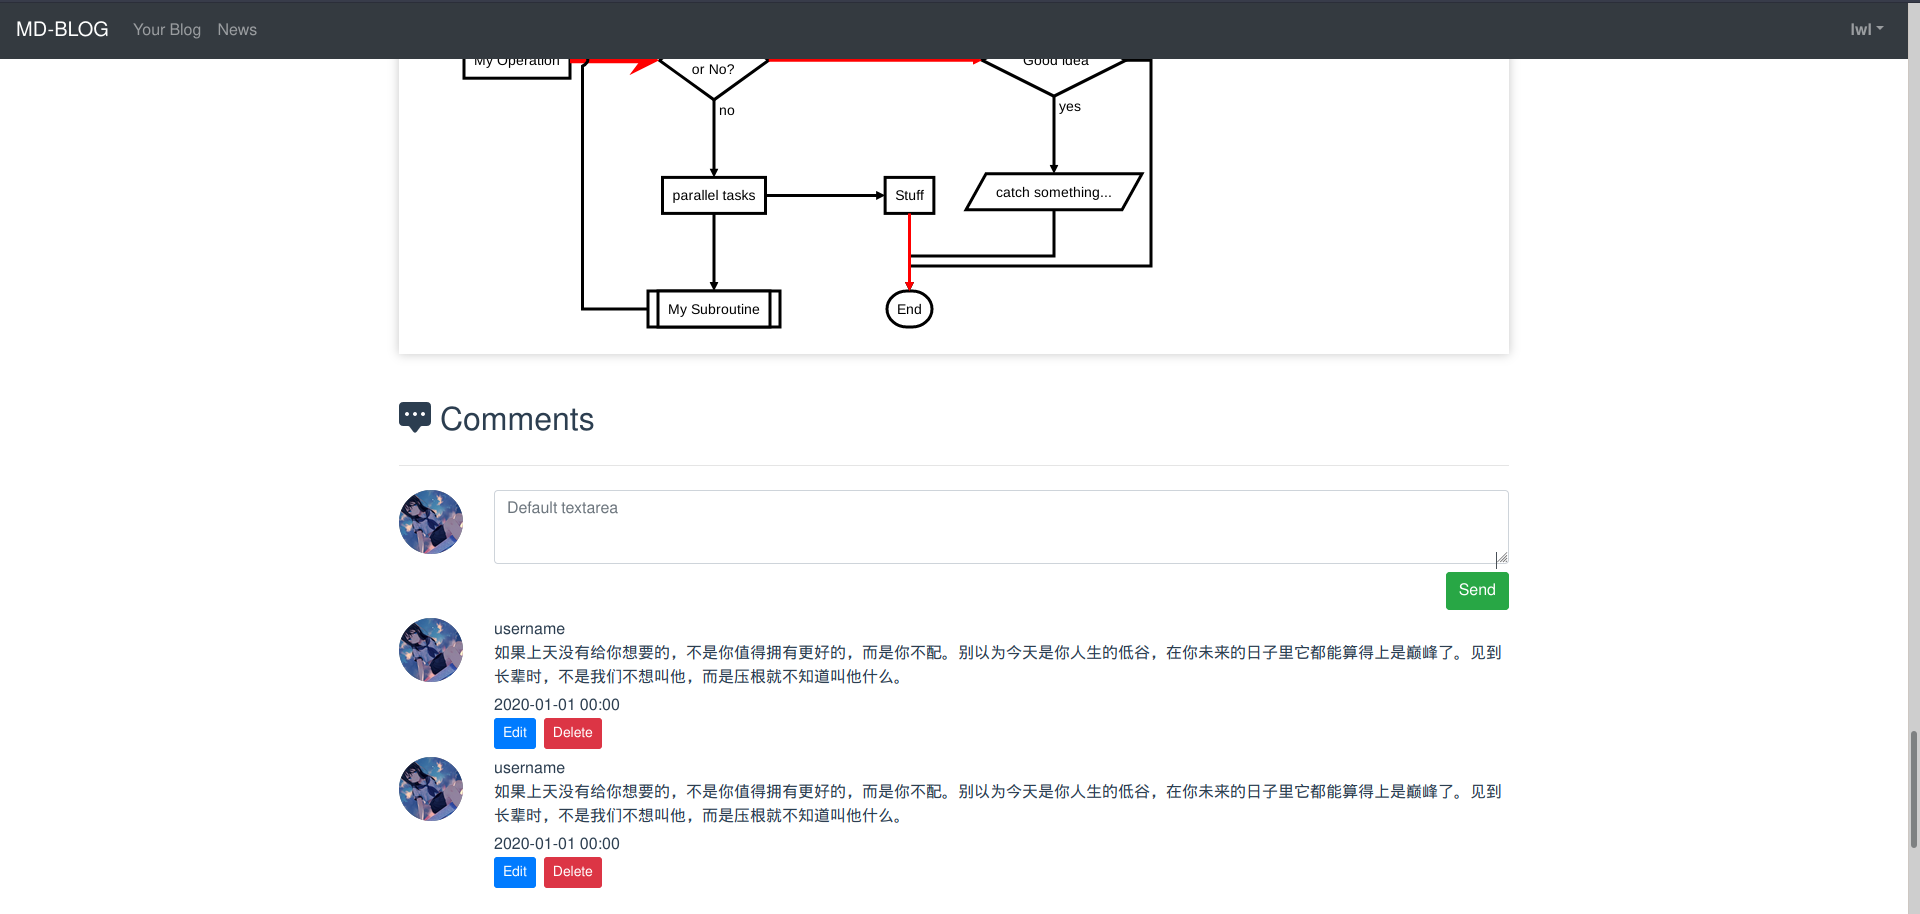 MD-BLOG Your Blog News lwl
My Operation
or No?
Good idea
no
yes
parallel tasks
Stuff
catch something...
My Subroutine
End
Comments
Default textarea
Send
username
如果上天没有给你想要的，不是你值得拥有更好的，而是你不配。别以为今天是你人生的低谷，在你未来的日子里它都能算得上是巅峰了。见到
长辈时，不是我们不想叫他，而是压根就不知道叫他什么。
2020-01-01 00:00
Edit Delete
username
如果上天没有给你想要的，不是你值得拥有更好的，而是你不配。别以为今天是你人生的低谷，在你未来的日子里它都能算得上是巅峰了。见到
长辈时，不是我们不想叫他，而是压根就不知道叫他什么。
2020-01-01 00:00
Edit Delete